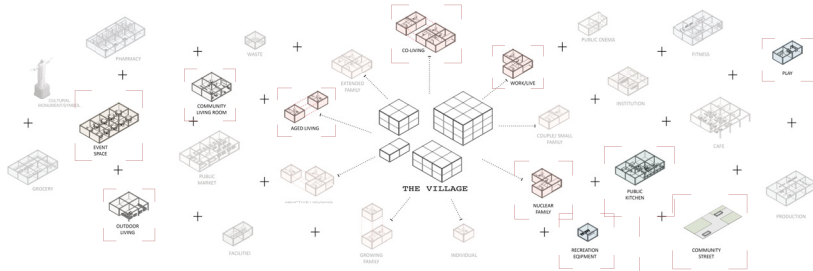 PHARMACY
WASTE
CO LIVING
PUBLIC CINEMA
FITNESS
PLAY
EXTENDED
FAMILY
WORK/LIVE
CULTURAL
MONUMENT/SYMBOL
COMMUNITY
LIVING ROOM
INSTITUTION
AGED LIVING
EVENT
SPACE
COUPLE/ SMALL
FAMILY
CAFE
GROCERY
PUBLIC
MARKET
THE VILLAGE
PUBLIC
KITCHEN
NUCLEAR
FAMILY
PRODUCTION
OUTDOOR
LIVING
FACILITIES
GROWING
FAMILY
INDIVIDUAL
RECREATION
EQIPMENT
COMMUNITY
STREET